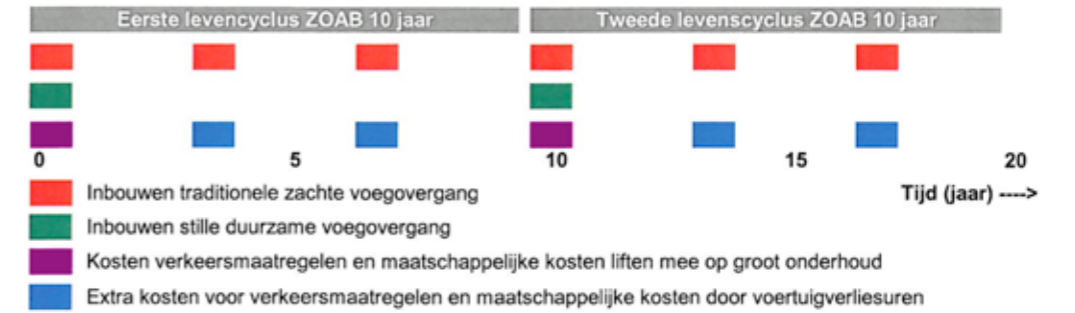 Eerste levencyclus ZOAB 10 jaar Tweede levenscyclus ZOAB 10 jaar
0 5 10 15 20
Inbouwen traditionele zachte voegovergang Tijd (jaar) ---->
Inbouwen stille duurzame voegovergang
Kosten verkeersmaatregelen en maatschappelijke kosten liften mee op groot onderhoud
Extra kosten voor verkeersmaatregelen en maatschappelijke kosten door voertuigverliesuren